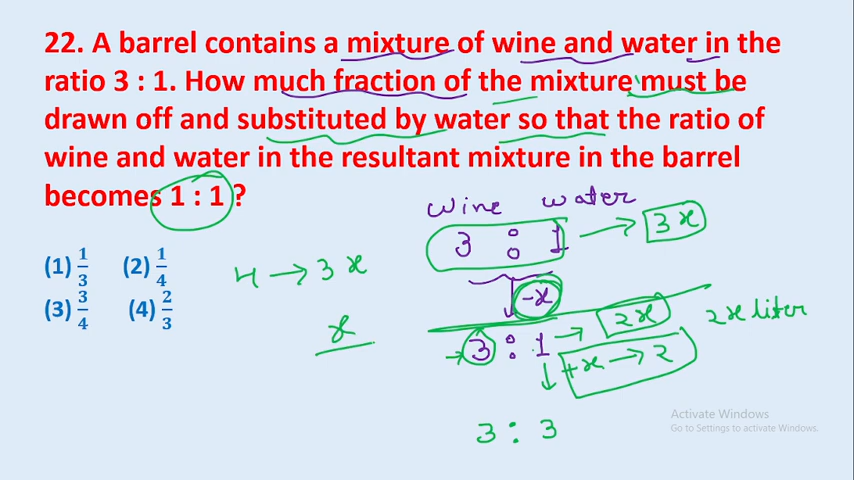 22. A barrel contains a mixture of wine and water in the
ratio 3 : 1. How much fraction of the mixture must be
drawn off and substituted by water so that the ratio of
wine and water in the resultant mixture in the barrel
becomes 1 : 1 ?
(1) 1/3 (2) 1/4
(3) 3/4 (4) 2/3
wine water
3 : 1 → 3x
4 → 3x
-x
x
3 : 1 → 2x 2x liter
+x → 2
3 : 3
Activate Windows
Go to Settings to activate Windows.